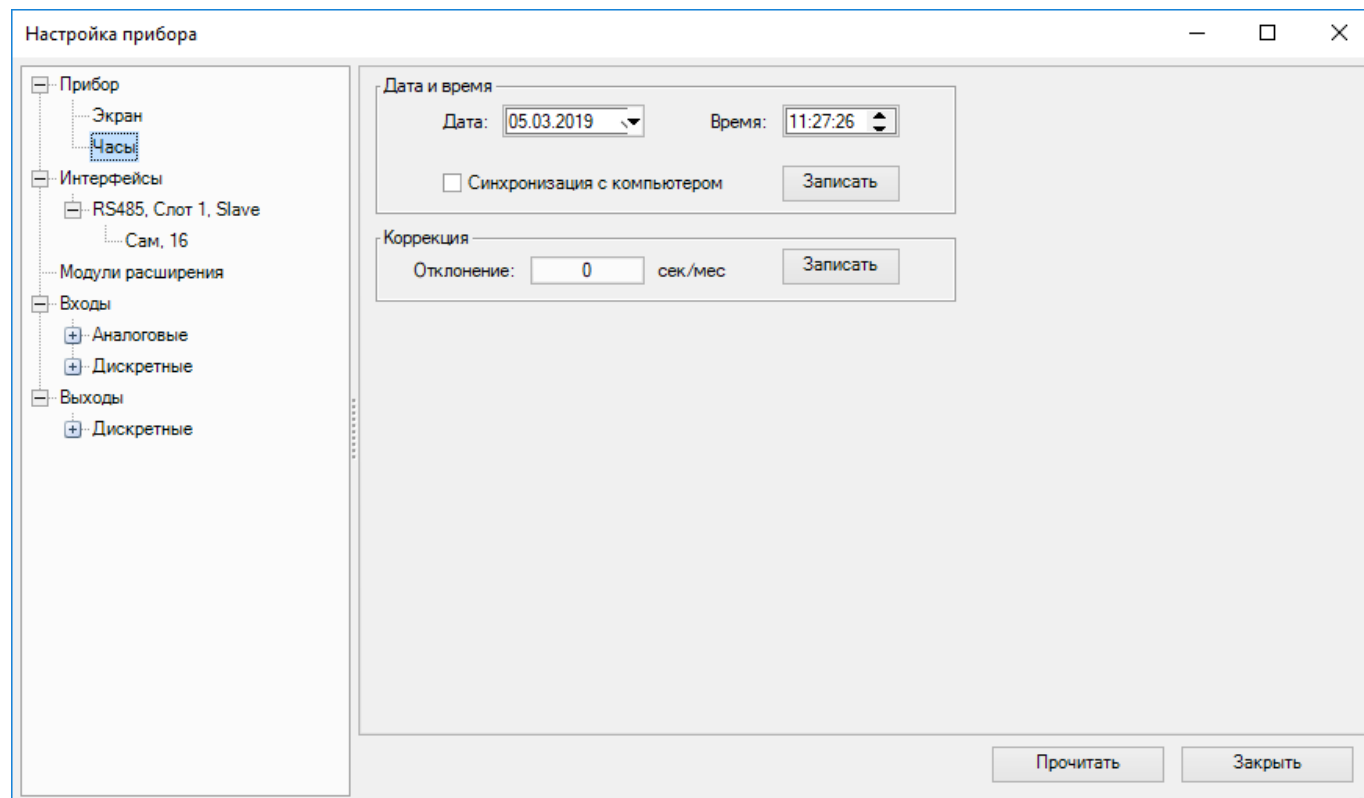 Настройка прибора
Прибор
Экран
Часы
Интерфейсы
RS485, Слот 1, Slave
Сам, 16
Модули расширения
Входы
Аналоговые
Дискретные
Выходы
Дискретные
Дата и время
Дата: 05.03.2019 Время: 11:27:26
Синхронизация с компьютером Записать
Коррекция
Отклонение: 0 сек/мес Записать
Прочитать Закрыть